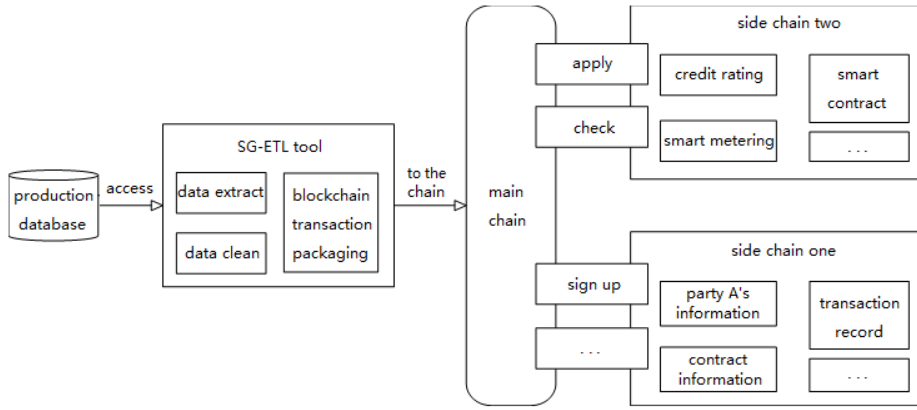 production
database
access
SG-ETL tool
data extract
data clean
blockchain
transaction
packaging
to the
chain
main
chain
apply
check
sign up
. . .
side chain two
credit rating
smart metering
smart
contract
. . .
side chain one
party A's
information
contract
information
transaction
record
. . .